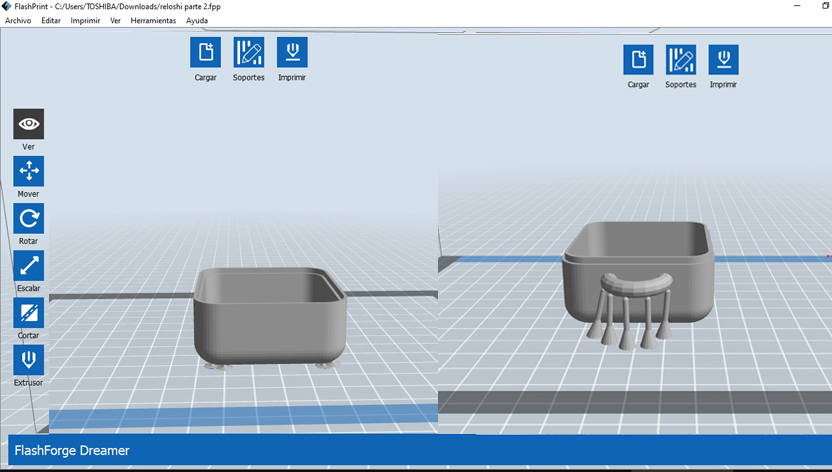 FlashPrint - C:/Users/TOSHIBA/Downloads/reloshi parte 2.fpp
Archivo Editar Imprimir Ver Herramientas Ayuda
Cargar Soportes Imprimir
Cargar Soportes Imprimir
Ver
Mover
Rotar
Escalar
Cortar
Extrusor
FlashForge Dreamer